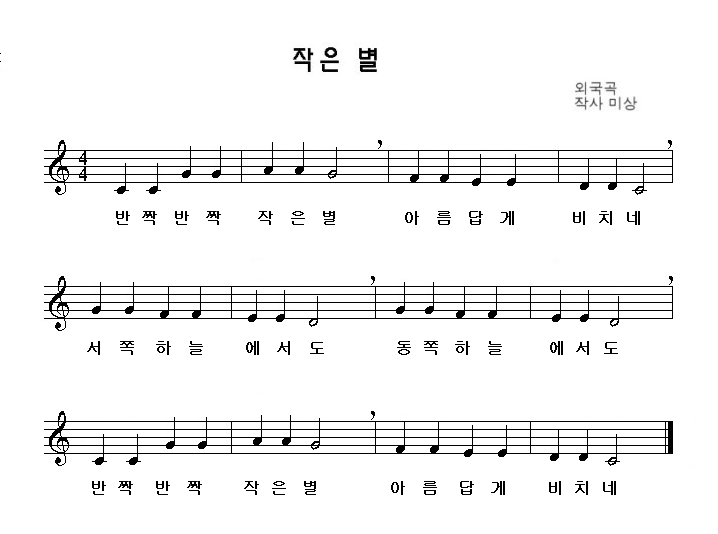 작은 별
외국곡
작사 미상
4
4
반 짝 반 짝 작 은 별 아 름 답 게 비 치 네
서 쪽 하 늘 에 서 도 동 쪽 하 늘 에 서 도
반 짝 반 짝 작 은 별 아 름 답 게 비 치 네